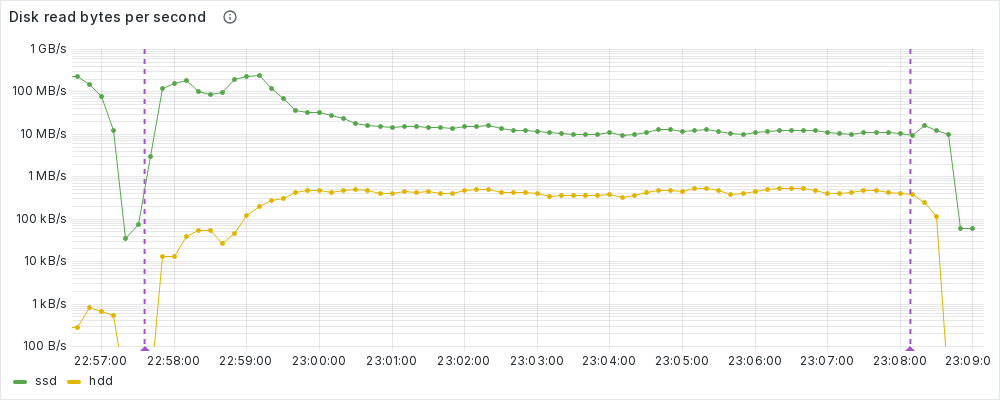 Disk read bytes per second
1 GB/s
100 MB/s
10 MB/s
1 MB/s
100 kB/s
10 kB/s
1 kB/s
100 B/s
22:57:00 22:58:00 22:59:00 23:00:00 23:01:00 23:02:00 23:03:00 23:04:00 23:05:00 23:06:00 23:07:00 23:08:00 23:09:0
ssd hdd